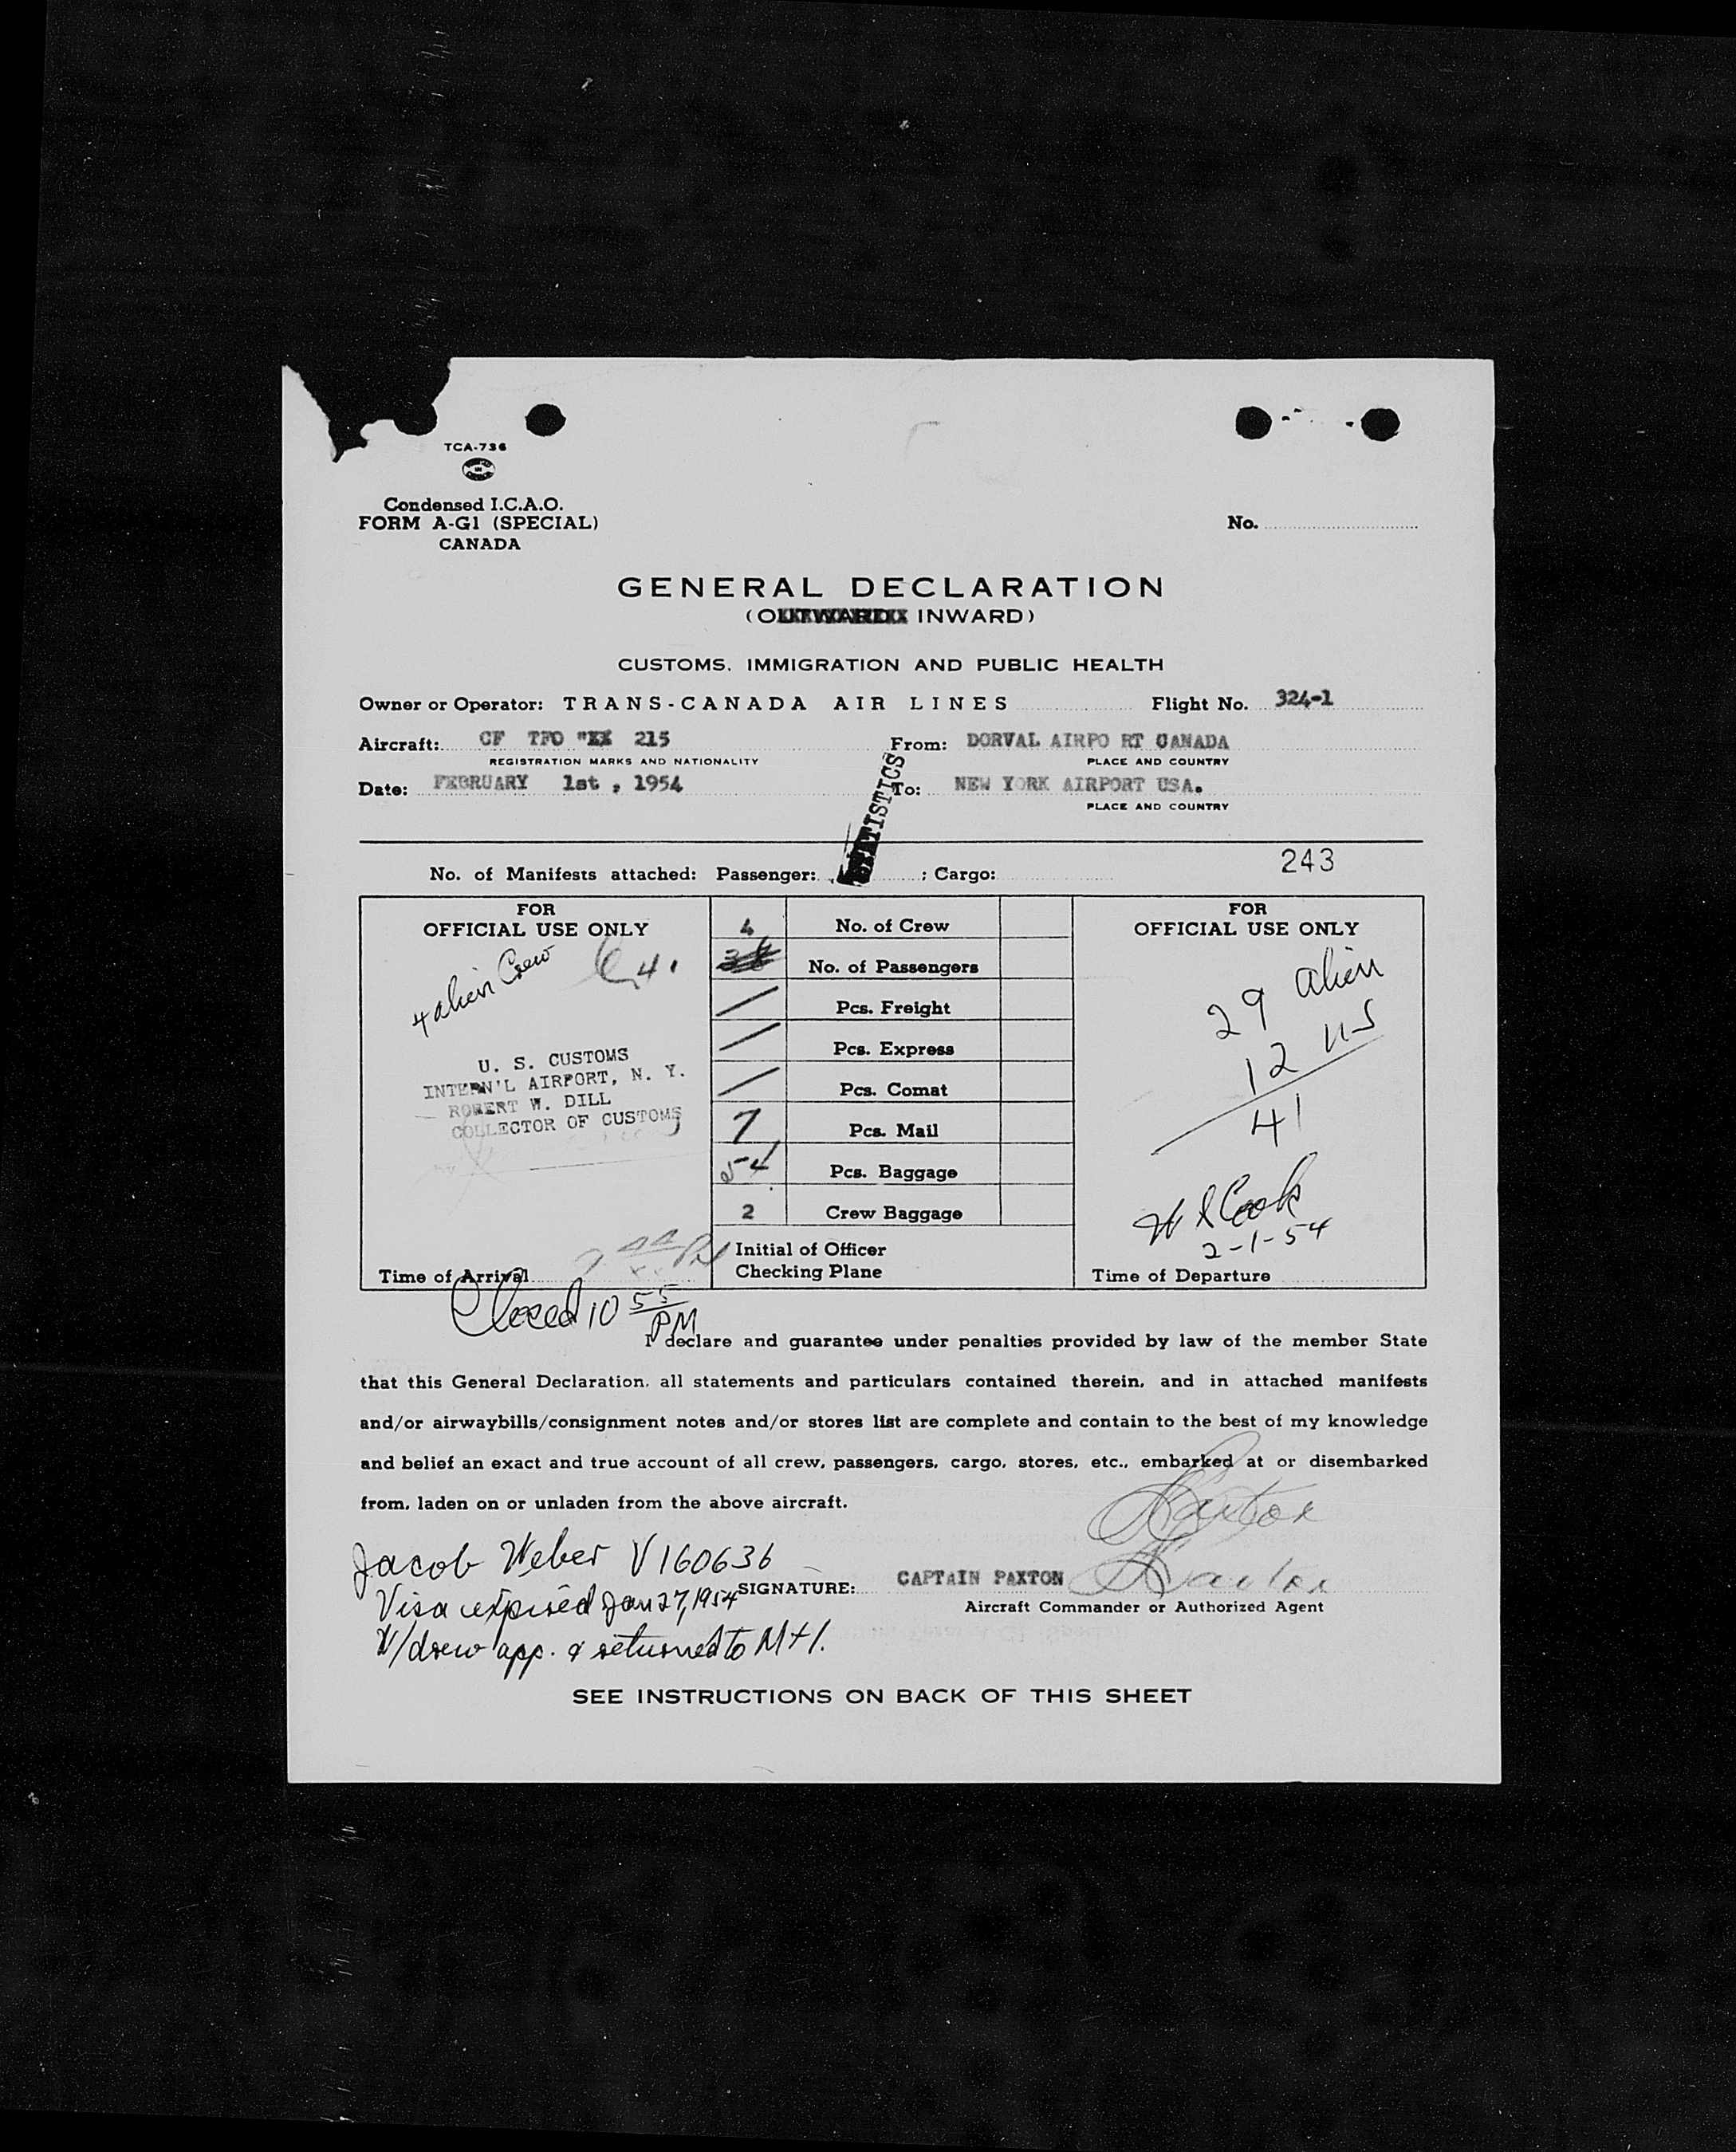 TCA-736
Condensed I.C.A.O.
FORM A-G1 (SPECIAL)
CANADA
No.
GENERAL DECLARATION
(OUTWARD INWARD)
CUSTOMS, IMMIGRATION AND PUBLIC HEALTH
Owner or Operator: TRANS-CANADA AIR LINES Flight No. 324-1
Aircraft: CF TFO "XX 215 From: DORVAL AIRPO RT CANADA
REGISTRATION MARKS AND NATIONALITY PLACE AND COUNTRY
Date: FEBRUARY 1st , 1954 To: NEW YORK AIRPORT USA.
PLACE AND COUNTRY
STATISTICS
243
No. of Manifests attached: Passenger: ; Cargo:
FOR
OFFICIAL USE ONLY
4 alien Crew
41
U. S. CUSTOMS
INTERN'L AIRPORT, N. Y.
ROBERT W. DILL
COLLECTOR OF CUSTOMS
Time of Arrival
Closed 10 55 PM
4 No. of Crew
38 No. of Passengers
Pcs. Freight
Pcs. Express
Pcs. Comat
7 Pcs. Mail
54 Pcs. Baggage
2 Crew Baggage
Initial of Officer
Checking Plane
FOR
OFFICIAL USE ONLY
29 alien
12 US
41
W S Cook
2-1-54
Time of Departure
I declare and guarantee under penalties provided by law of the member State
that this General Declaration, all statements and particulars contained therein, and in attached manifests
and/or airwaybills/consignment notes and/or stores list are complete and contain to the best of my knowledge
and belief an exact and true account of all crew, passengers, cargo, stores, etc., embarked at or disembarked
from, laden on or unladen from the above aircraft.
Paxton
Jacob Weber V160636
Visa expired Jan 27, 1954
W/drew app. & returned to Mtl.
SIGNATURE: CAPTAIN PAXTON Paxton
Aircraft Commander or Authorized Agent
SEE INSTRUCTIONS ON BACK OF THIS SHEET